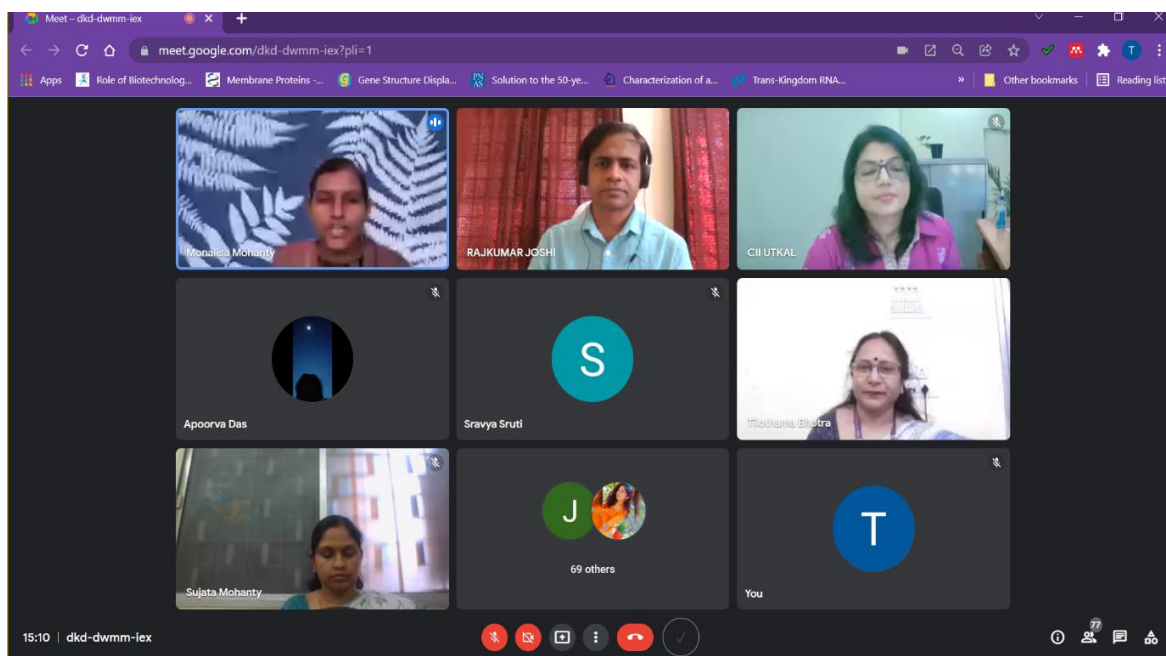 Meet – dkd-dwmm-iex
meet.google.com/dkd-dwmm-iex?pli=1
T
Apps Role of Biotechnolog... Membrane Proteins -... Gene Structure Displa... PN AS Solution to the 50-ye... Characterization of a... Trans-Kingdom RNA... » Other bookmarks Reading list
Monalisa Mohanty
RAJKUMAR JOSHI
CII UTKAL
Apoorva Das
S
Sravya Sruti
Tilothama Bhotra
Sujata Mohanty
J
69 others
T
You
15:10 | dkd-dwmm-iex
77